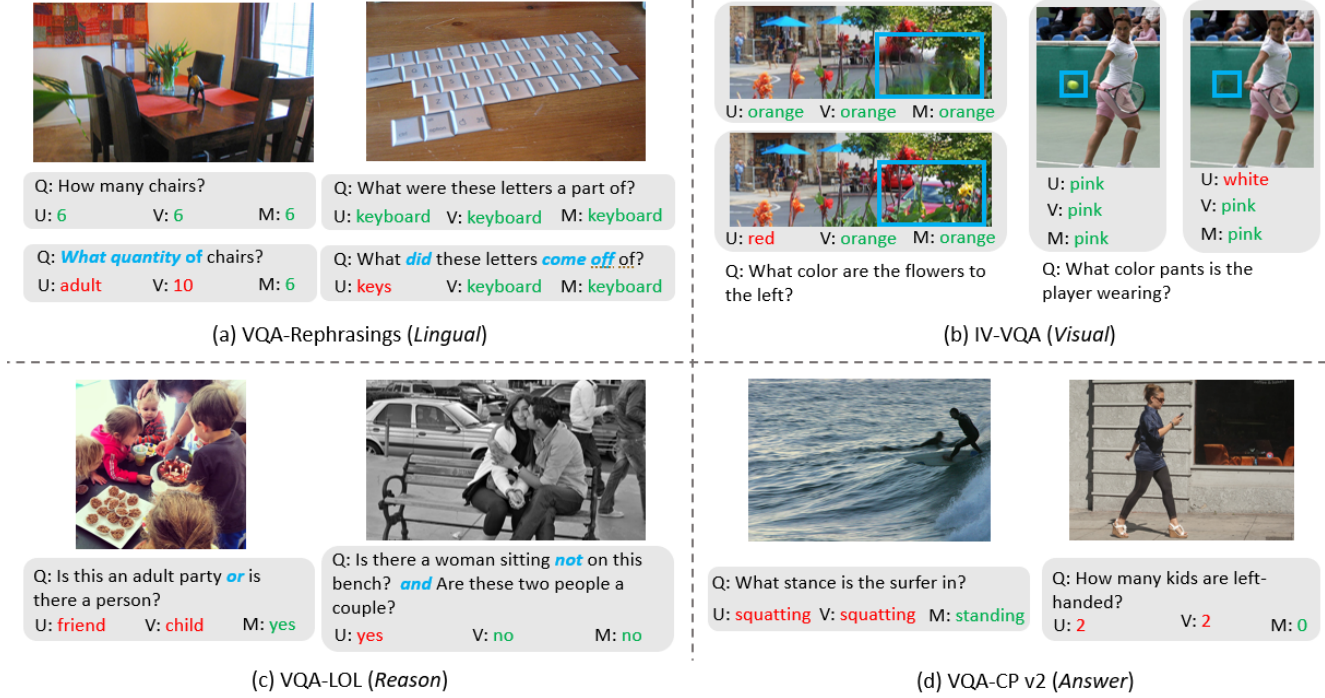 Q: How many chairs?
U: 6 V: 6 M: 6
Q: What quantity of chairs?
U: adult V: 10 M: 6
Q: What were these letters a part of?
U: keyboard V: keyboard M: keyboard
Q: What did these letters come off of?
U: keys V: keyboard M: keyboard
(a) VQA-Rephrasings (Lingual)
U: orange V: orange M: orange
U: red V: orange M: orange
Q: What color are the flowers to
the left?
U: pink
V: pink
M: pink
U: white
V: pink
M: pink
Q: What color pants is the
player wearing?
(b) IV-VQA (Visual)
Q: Is this an adult party or is
there a person?
U: friend V: child M: yes
Q: Is there a woman sitting not on this
bench? and Are these two people a
couple?
U: yes V: no M: no
(c) VQA-LOL (Reason)
Q: What stance is the surfer in?
U: squatting V: squatting M: standing
Q: How many kids are left-
handed?
U: 2 V: 2 M: 0
(d) VQA-CP v2 (Answer)